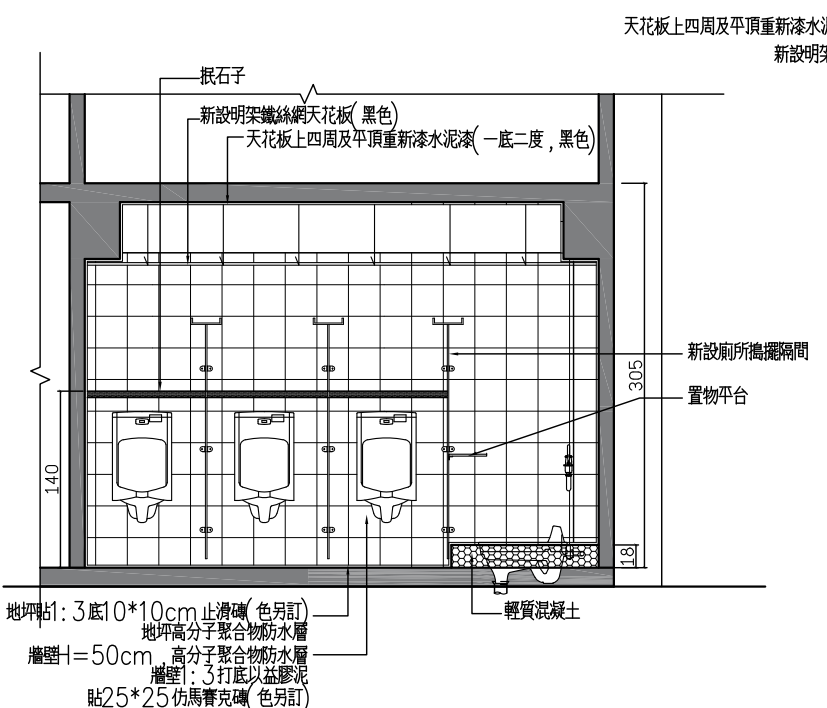 天花板上四周及平頂重新漆水泥
新設明架
抿石子
新設明架鐵絲網天花板(黑色)
天花板上四周及平頂重新漆水泥漆(一底二度,黑色)
新設廁所搗擺隔間
置物平台
305
140
18
輕質混凝土
地坪貼1:3底10*10cm止滑磚(色另訂)
地坪高分子聚合物防水層
牆壁H=50cm,高分子聚合物防水層
牆壁1:3打底以益膠泥
貼25*25仿馬賽克磚(色另訂)